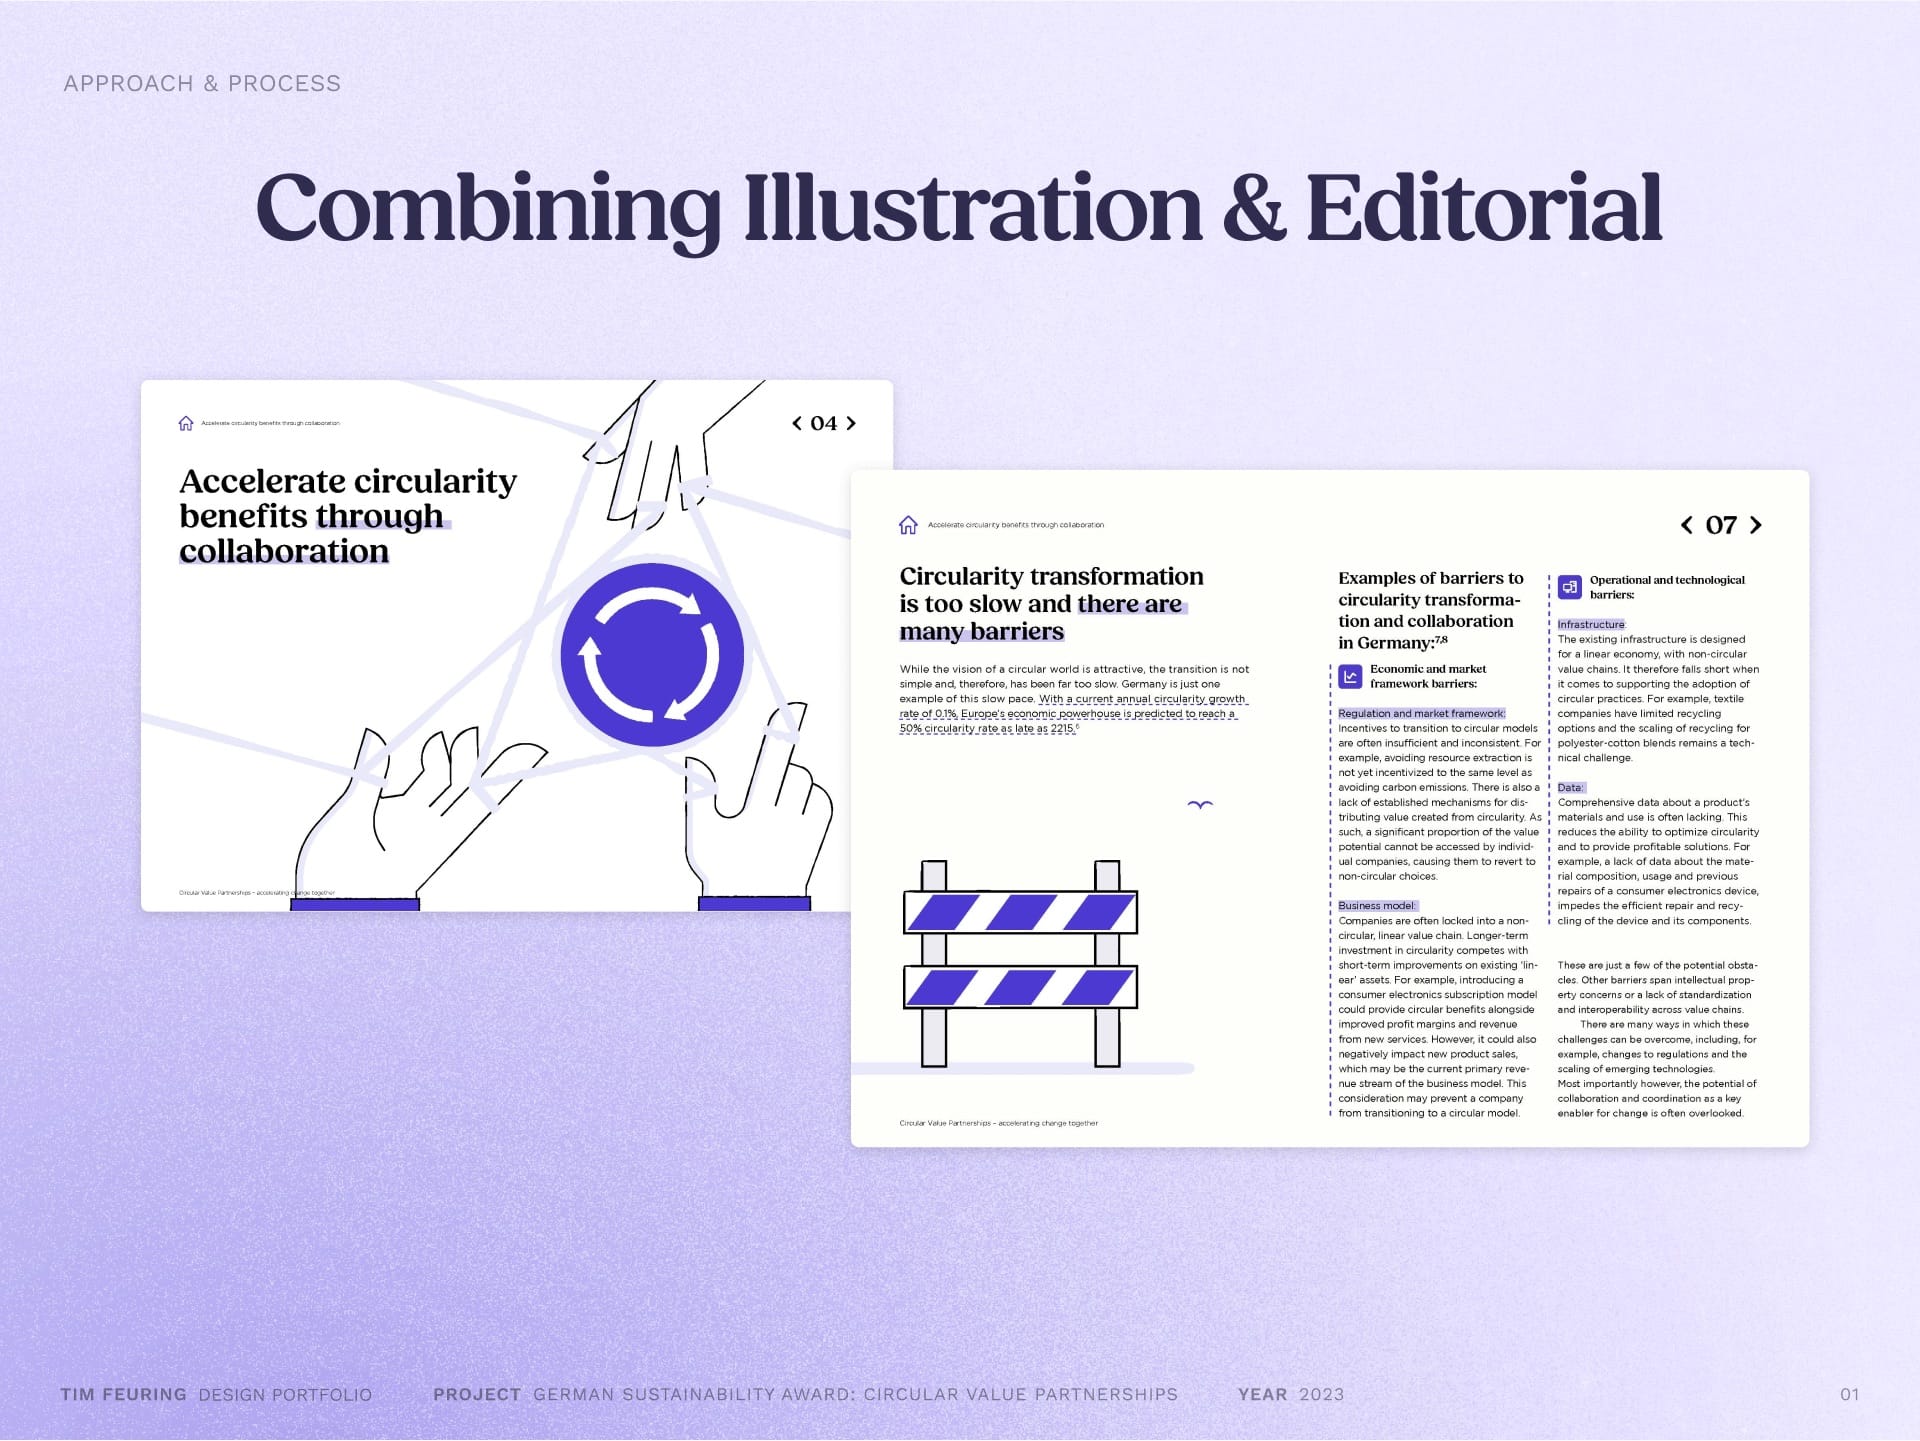 APPROACH & PROCESS
Combining Illustration & Editorial
Accelerate circularity benefits through collaboration
04
Accelerate circularity
benefits through
collaboration
Circular Value Partnerships – accelerating change together
Accelerate circularity benefits through collaboration
07
Circularity transformation
is too slow and there are
many barriers
While the vision of a circular world is attractive, the transition is not
simple and, therefore, has been far too slow. Germany is just one
example of this slow pace. With a current annual circularity growth
rate of 0.1%, Europe's economic powerhouse is predicted to reach a
50% circularity rate as late as 2215.⁶
Circular Value Partnerships – accelerating change together
Examples of barriers to
circularity transforma-
tion and collaboration
in Germany:⁷,⁸
Economic and market
framework barriers:
Regulation and market framework:
Incentives to transition to circular models
are often insufficient and inconsistent. For
example, avoiding resource extraction is
not yet incentivized to the same level as
avoiding carbon emissions. There is also a
lack of established mechanisms for dis-
tributing value created from circularity. As
such, a significant proportion of the value
potential cannot be accessed by individ-
ual companies, causing them to revert to
non-circular choices.
Business model:
Companies are often locked into a non-
circular, linear value chain. Longer-term
investment in circularity competes with
short-term improvements on existing 'lin-
ear' assets. For example, introducing a
consumer electronics subscription model
could provide circular benefits alongside
improved profit margins and revenue
from new services. However, it could also
negatively impact new product sales,
which may be the current primary reve-
nue stream of the business model. This
consideration may prevent a company
from transitioning to a circular model.
Operational and technological
barriers:
Infrastructure:
The existing infrastructure is designed
for a linear economy, with non-circular
value chains. It therefore falls short when
it comes to supporting the adoption of
circular practices. For example, textile
companies have limited recycling
options and the scaling of recycling for
polyester-cotton blends remains a tech-
nical challenge.
Data:
Comprehensive data about a product's
materials and use is often lacking. This
reduces the ability to optimize circularity
and to provide profitable solutions. For
example, a lack of data about the mate-
rial composition, usage and previous
repairs of a consumer electronics device,
impedes the efficient repair and recy-
cling of the device and its components.
These are just a few of the potential obsta-
cles. Other barriers span intellectual prop-
erty concerns or a lack of standardization
and interoperability across value chains.
There are many ways in which these
challenges can be overcome, including, for
example, changes to regulations and the
scaling of emerging technologies.
Most importantly however, the potential of
collaboration and coordination as a key
enabler for change is often overlooked.
TIM FEURING DESIGN PORTFOLIO
PROJECT GERMAN SUSTAINABILITY AWARD: CIRCULAR VALUE PARTNERSHIPS
YEAR 2023
01